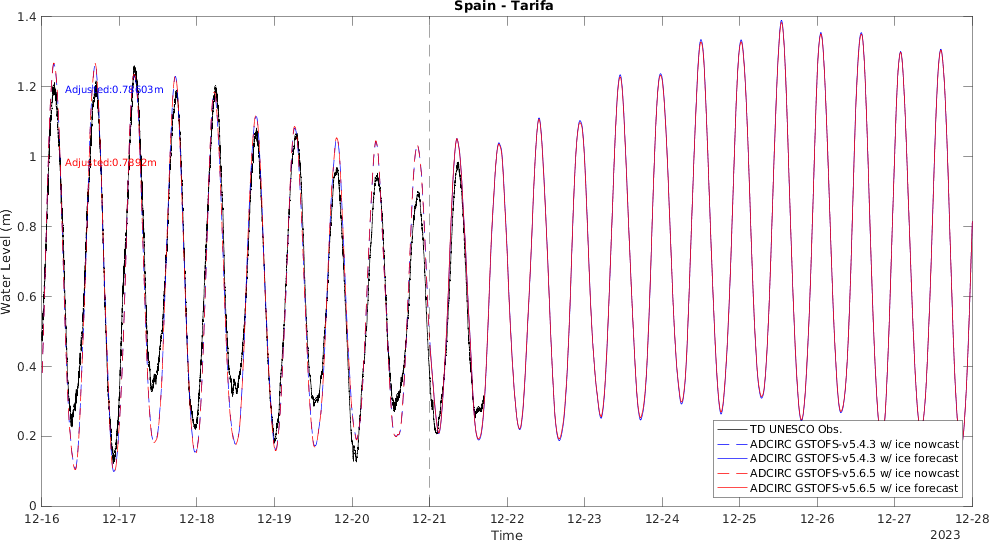 Spain - Tarifa
1.4
1.2
1
0.8
0.6
0.4
0.2
0
Water Level (m)
Adjusted:0.78603m
Adjusted:0.7892m
TD UNESCO Obs.
ADCIRC GSTOFS-v5.4.3 w/ ice nowcast
ADCIRC GSTOFS-v5.4.3 w/ ice forecast
ADCIRC GSTOFS-v5.6.5 w/ ice nowcast
ADCIRC GSTOFS-v5.6.5 w/ ice forecast
12-16 12-17 12-18 12-19 12-20 12-21 12-22 12-23 12-24 12-25 12-26 12-27 12-28
Time
2023